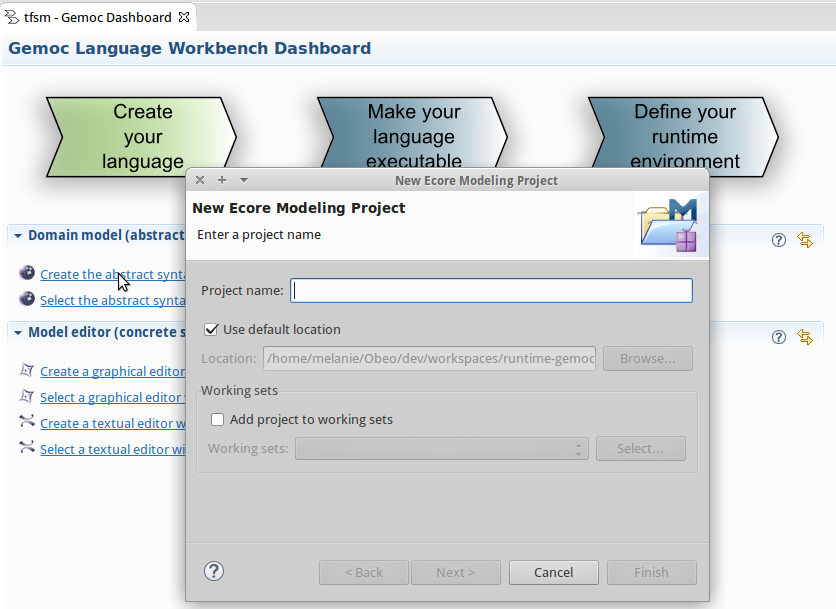 tfsm - Gemoc Dashboard
Gemoc Language Workbench Dashboard
Create
your
language
Make your
language
executable
Define your
runtime
environment
New Ecore Modeling Project
New Ecore Modeling Project
Enter a project name
Domain model (abstract
Create the abstract synta
Select the abstract synta
Model editor (concrete s
Create a graphical editor
Select a graphical editor
Create a textual editor w
Select a textual editor wi
Project name:
Use default location
Location: /home/melanie/Obeo/dev/workspaces/runtime-gemoc Browse...
Working sets
Add project to working sets
Working sets: Select...
? < Back Next > Cancel Finish